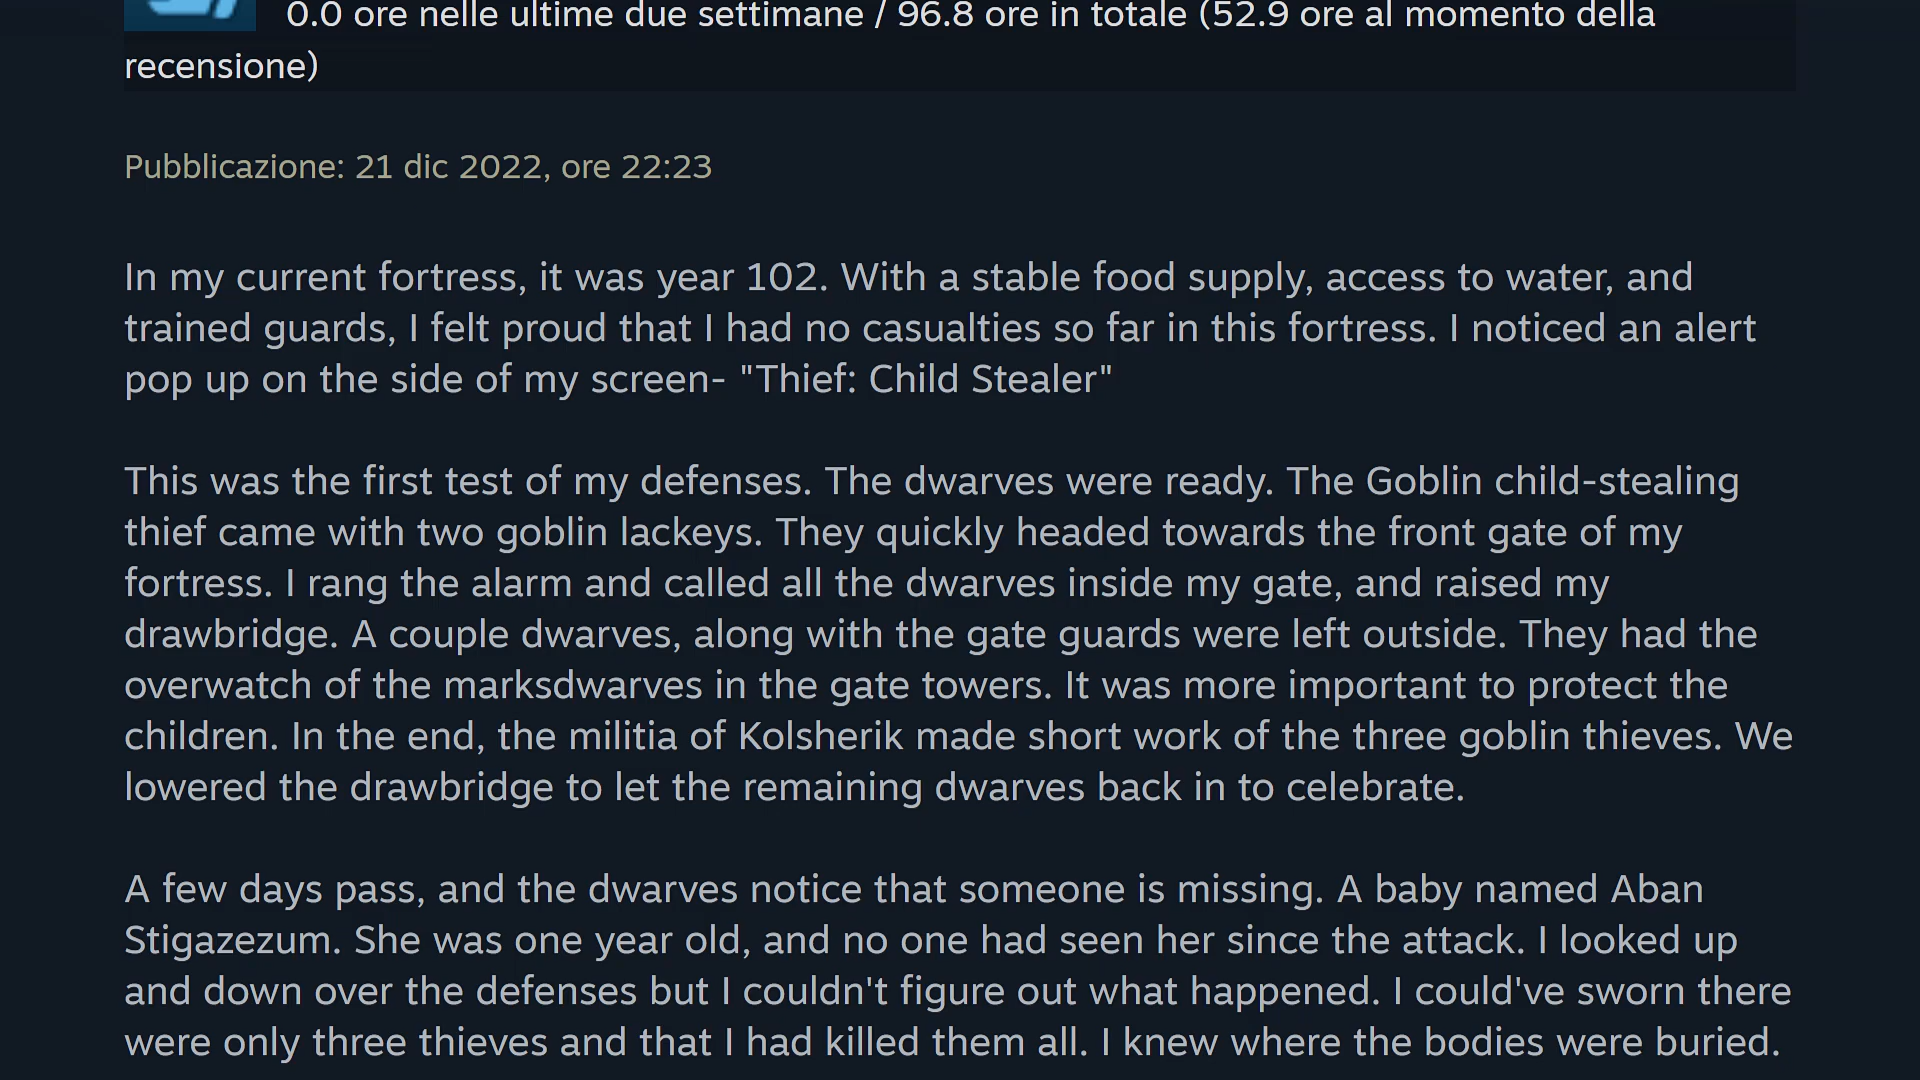 0.0 ore nelle ultime due settimane / 96.8 ore in totale (52.9 ore al momento della
recensione)
Pubblicazione: 21 dic 2022, ore 22:23
In my current fortress, it was year 102. With a stable food supply, access to water, and
trained guards, I felt proud that I had no casualties so far in this fortress. I noticed an alert
pop up on the side of my screen- "Thief: Child Stealer"
This was the first test of my defenses. The dwarves were ready. The Goblin child-stealing
thief came with two goblin lackeys. They quickly headed towards the front gate of my
fortress. I rang the alarm and called all the dwarves inside my gate, and raised my
drawbridge. A couple dwarves, along with the gate guards were left outside. They had the
overwatch of the marksdwarves in the gate towers. It was more important to protect the
children. In the end, the militia of Kolsherik made short work of the three goblin thieves. We
lowered the drawbridge to let the remaining dwarves back in to celebrate.
A few days pass, and the dwarves notice that someone is missing. A baby named Aban
Stigazezum. She was one year old, and no one had seen her since the attack. I looked up
and down over the defenses but I couldn't figure out what happened. I could've sworn there
were only three thieves and that I had killed them all. I knew where the bodies were buried.